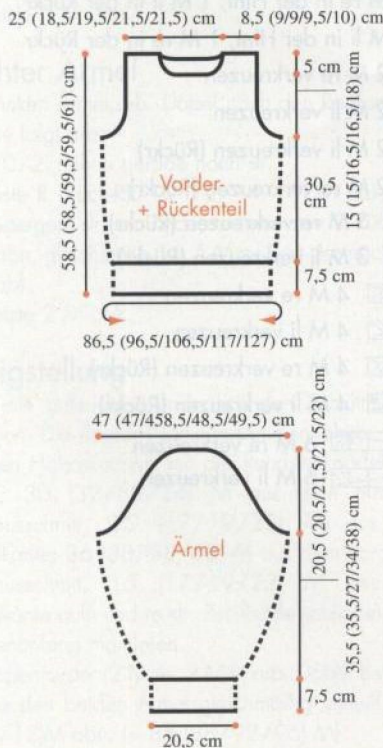 25 (18,5/19,5/21,5/21,5) cm
8,5 (9/9/9,5/10) cm
5 cm
58,5 (58,5/59,5/59,5/61) cm
15 (15/16,5/16,5/18) cm
Vorder-
+ Rückenteil
30,5
cm
7,5 cm
86,5 (96,5/106,5/117/127) cm
47 (47/458,5/48,5/49,5) cm
20,5 (20,5/21,5/21,5/23) cm
Ärmel
35,5 (35,5/27/34/38) cm
7,5 cm
20,5 cm